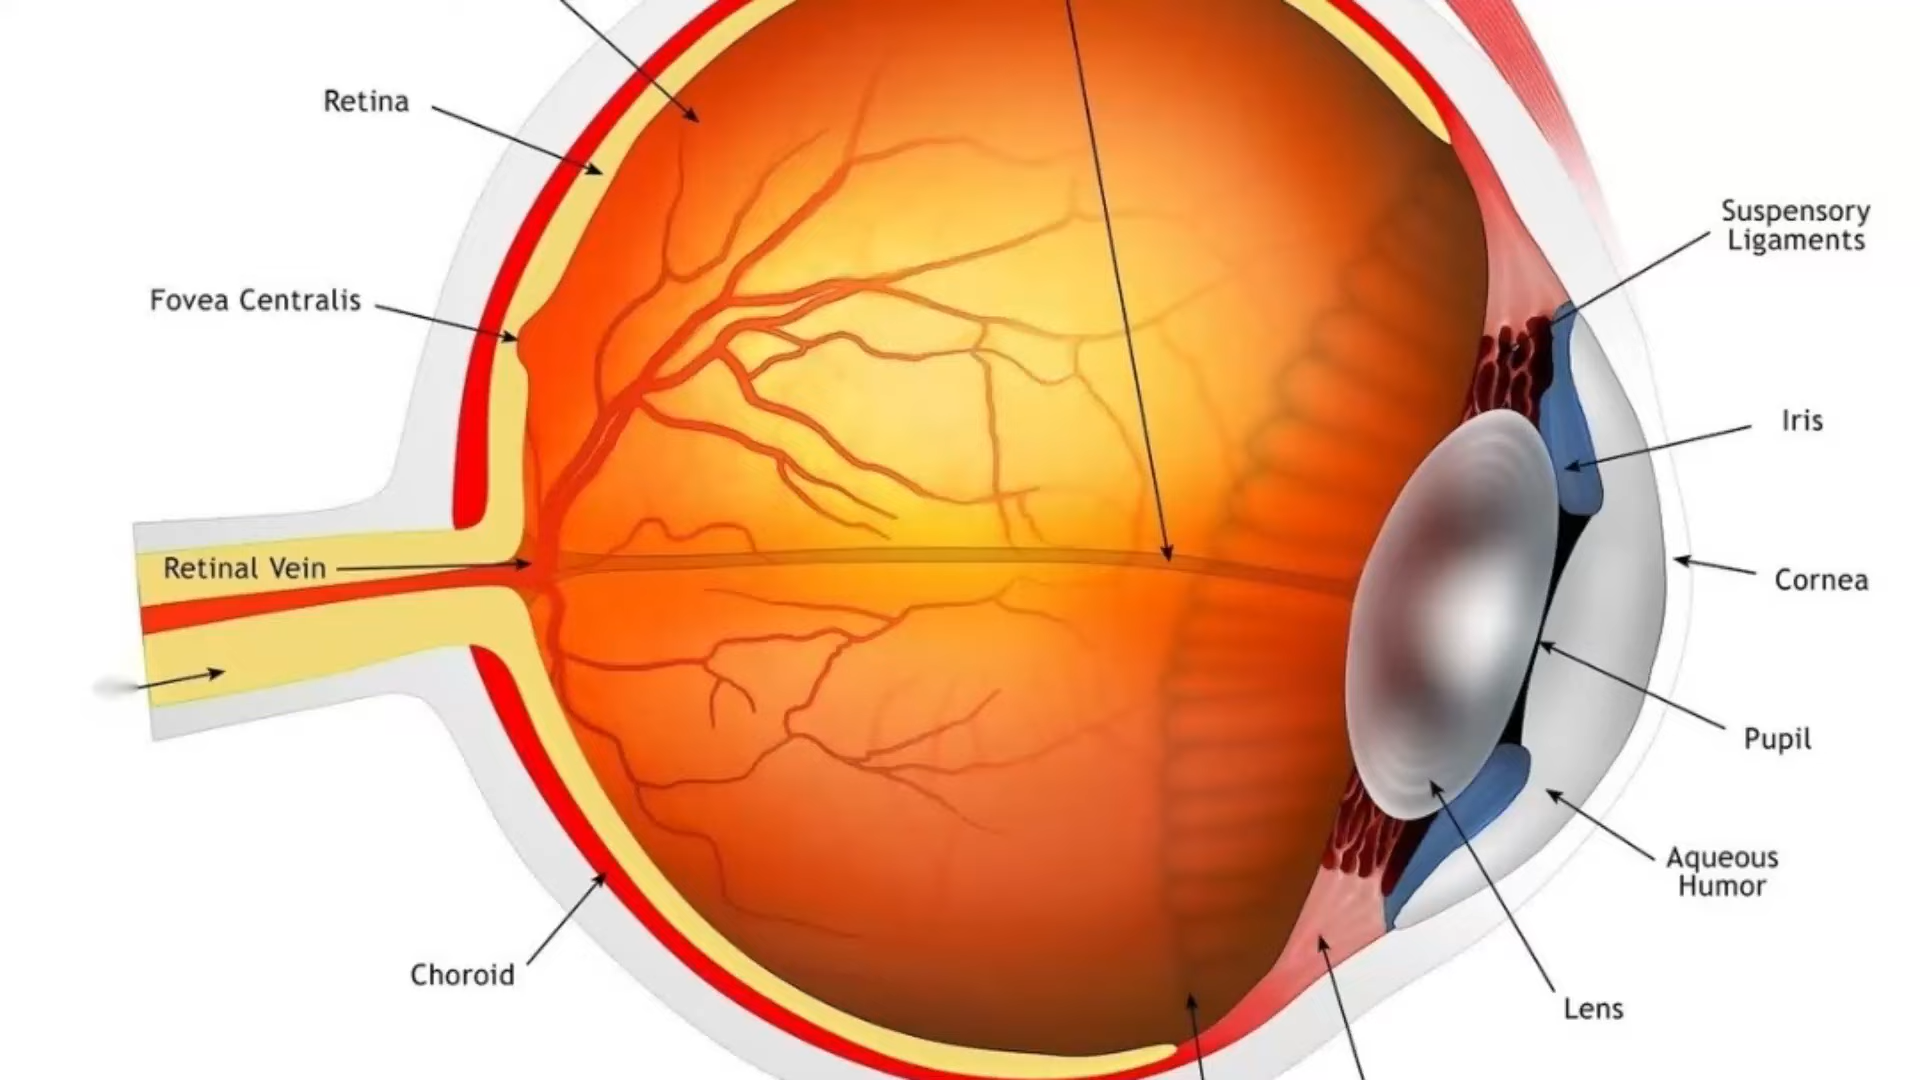 Retina
Suspensory
Ligaments
Fovea Centralis
Iris
Retinal Vein
Cornea
Pupil
Aqueous
Humor
Choroid
Lens